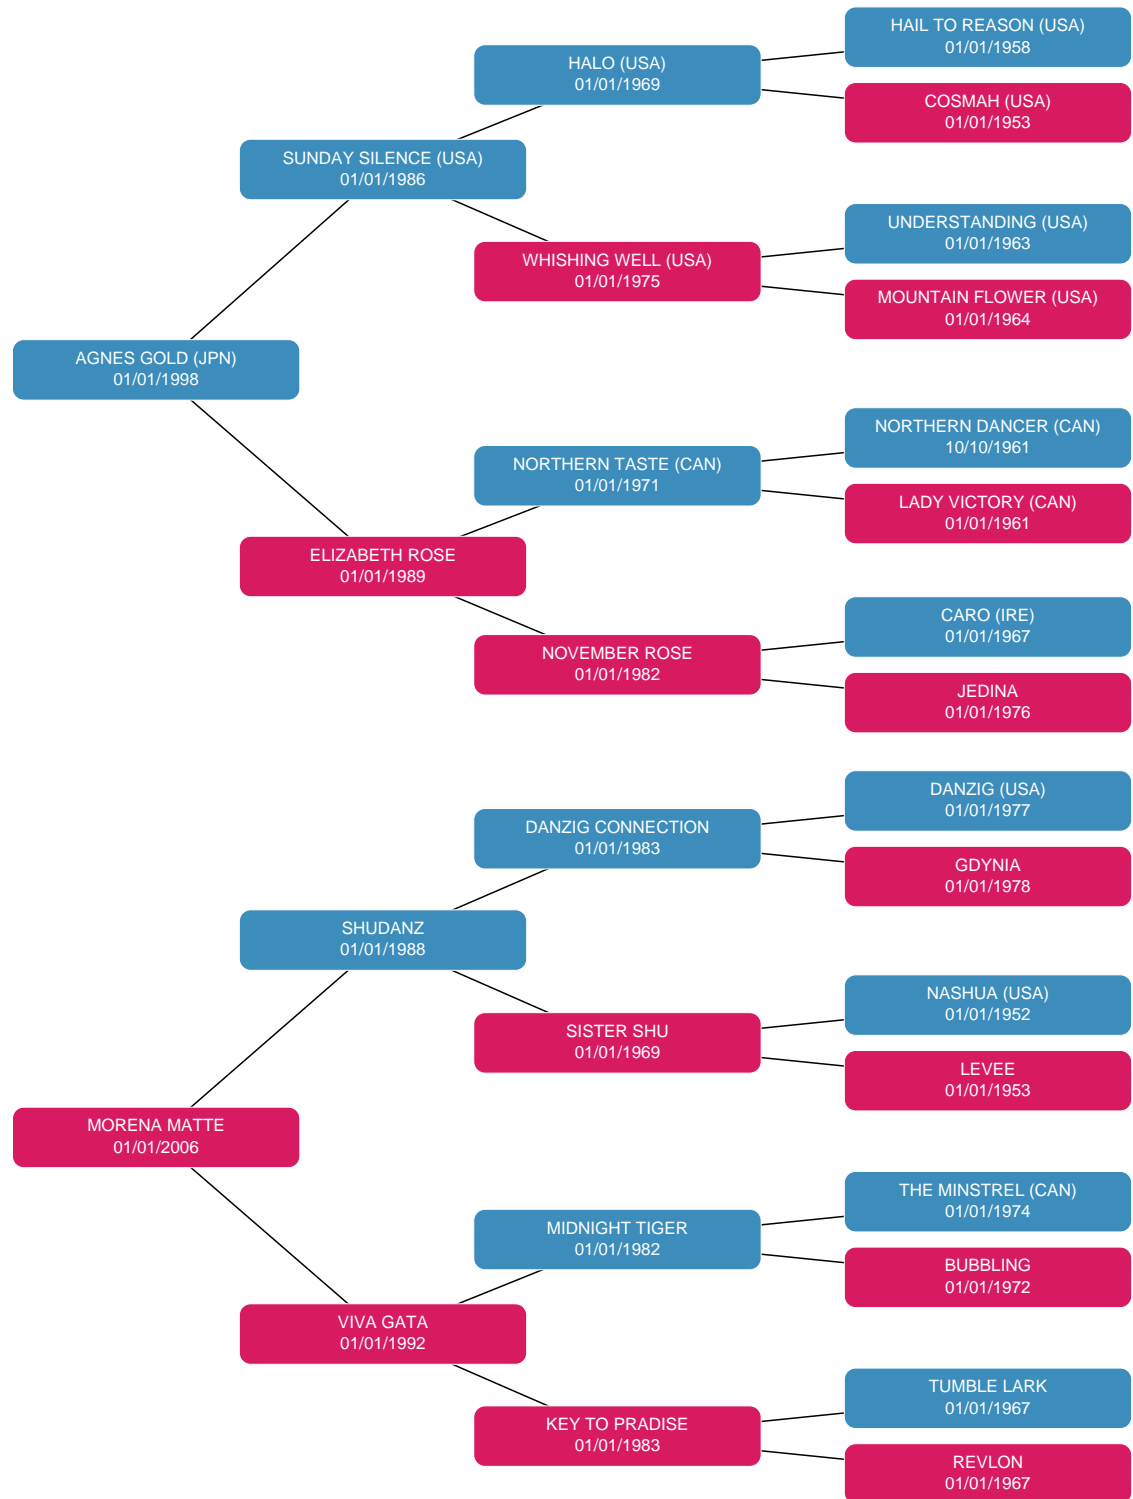 HAIL TO REASON (USA)
01/01/1958
HALO (USA)
01/01/1969
COSMAH (USA)
01/01/1953
SUNDAY SILENCE (USA)
01/01/1986
UNDERSTANDING (USA)
01/01/1963
WHISHING WELL (USA)
01/01/1975
MOUNTAIN FLOWER (USA)
01/01/1964
AGNES GOLD (JPN)
01/01/1998
NORTHERN DANCER (CAN)
10/10/1961
NORTHERN TASTE (CAN)
01/01/1971
LADY VICTORY (CAN)
01/01/1961
ELIZABETH ROSE
01/01/1989
CARO (IRE)
01/01/1967
NOVEMBER ROSE
01/01/1982
JEDINA
01/01/1976
DANZIG (USA)
01/01/1977
DANZIG CONNECTION
01/01/1983
GDYNIA
01/01/1978
SHUDANZ
01/01/1988
NASHUA (USA)
01/01/1952
SISTER SHU
01/01/1969
LEVEE
01/01/1953
MORENA MATTE
01/01/2006
THE MINSTREL (CAN)
01/01/1974
MIDNIGHT TIGER
01/01/1982
BUBBLING
01/01/1972
VIVA GATA
01/01/1992
TUMBLE LARK
01/01/1967
KEY TO PRADISE
01/01/1983
REVLON
01/01/1967